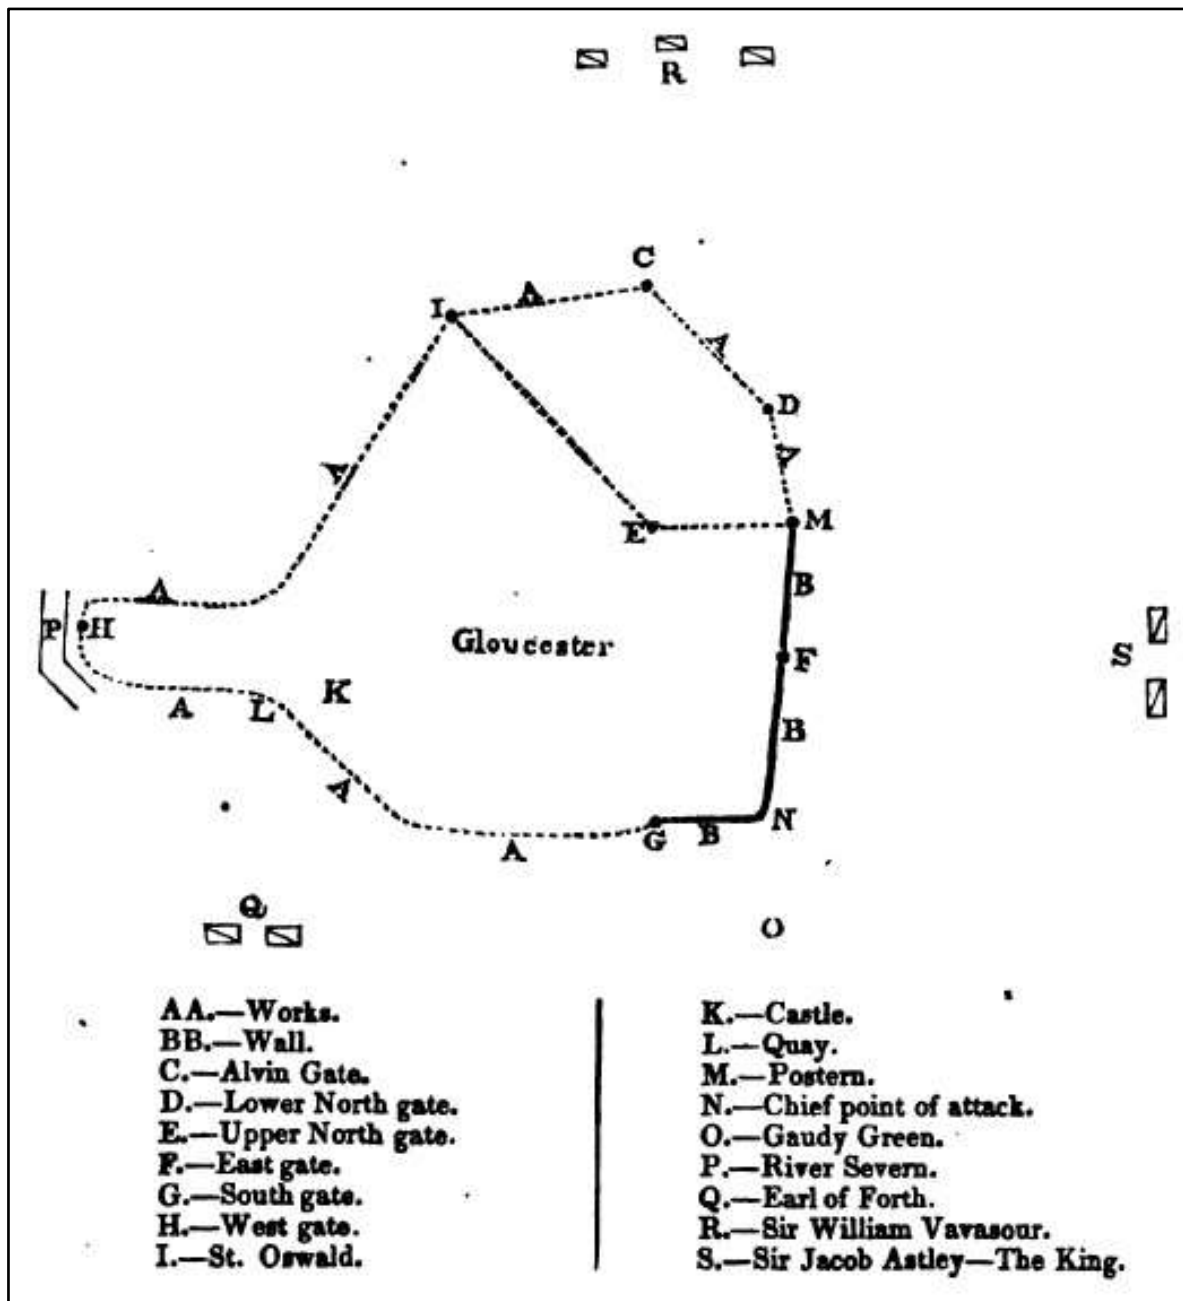 R
C
I
A
A
D
A
A
E
M
B
A
P
H
Gloucester
F
S
A
L
K
B
A
N
A
G
B
Q
O
AA.—Works.
BB.—Wall.
C.—Alvin Gate.
D.—Lower North gate.
E.—Upper North gate.
F.—East gate.
G.—South gate.
H.—West gate.
I.—St. Oswald.
K.—Castle.
L.—Quay.
M.—Postern.
N.—Chief point of attack.
O.—Gaudy Green.
P.—River Severn.
Q.—Earl of Forth.
R.—Sir William Vavasour.
S.—Sir Jacob Astley—The King.